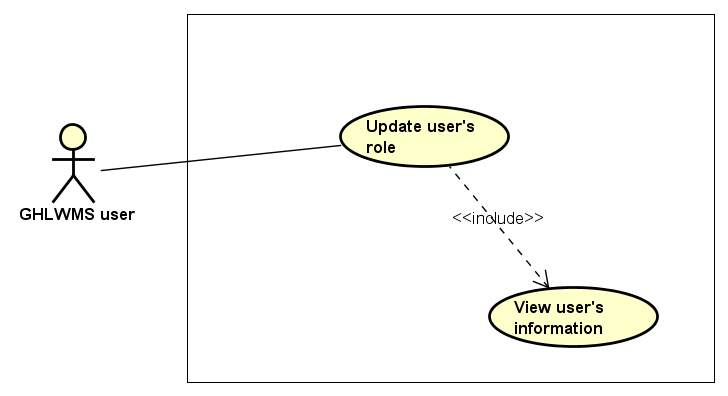 Update user's
role
GHLWMS user
<<include>>
View user's
information